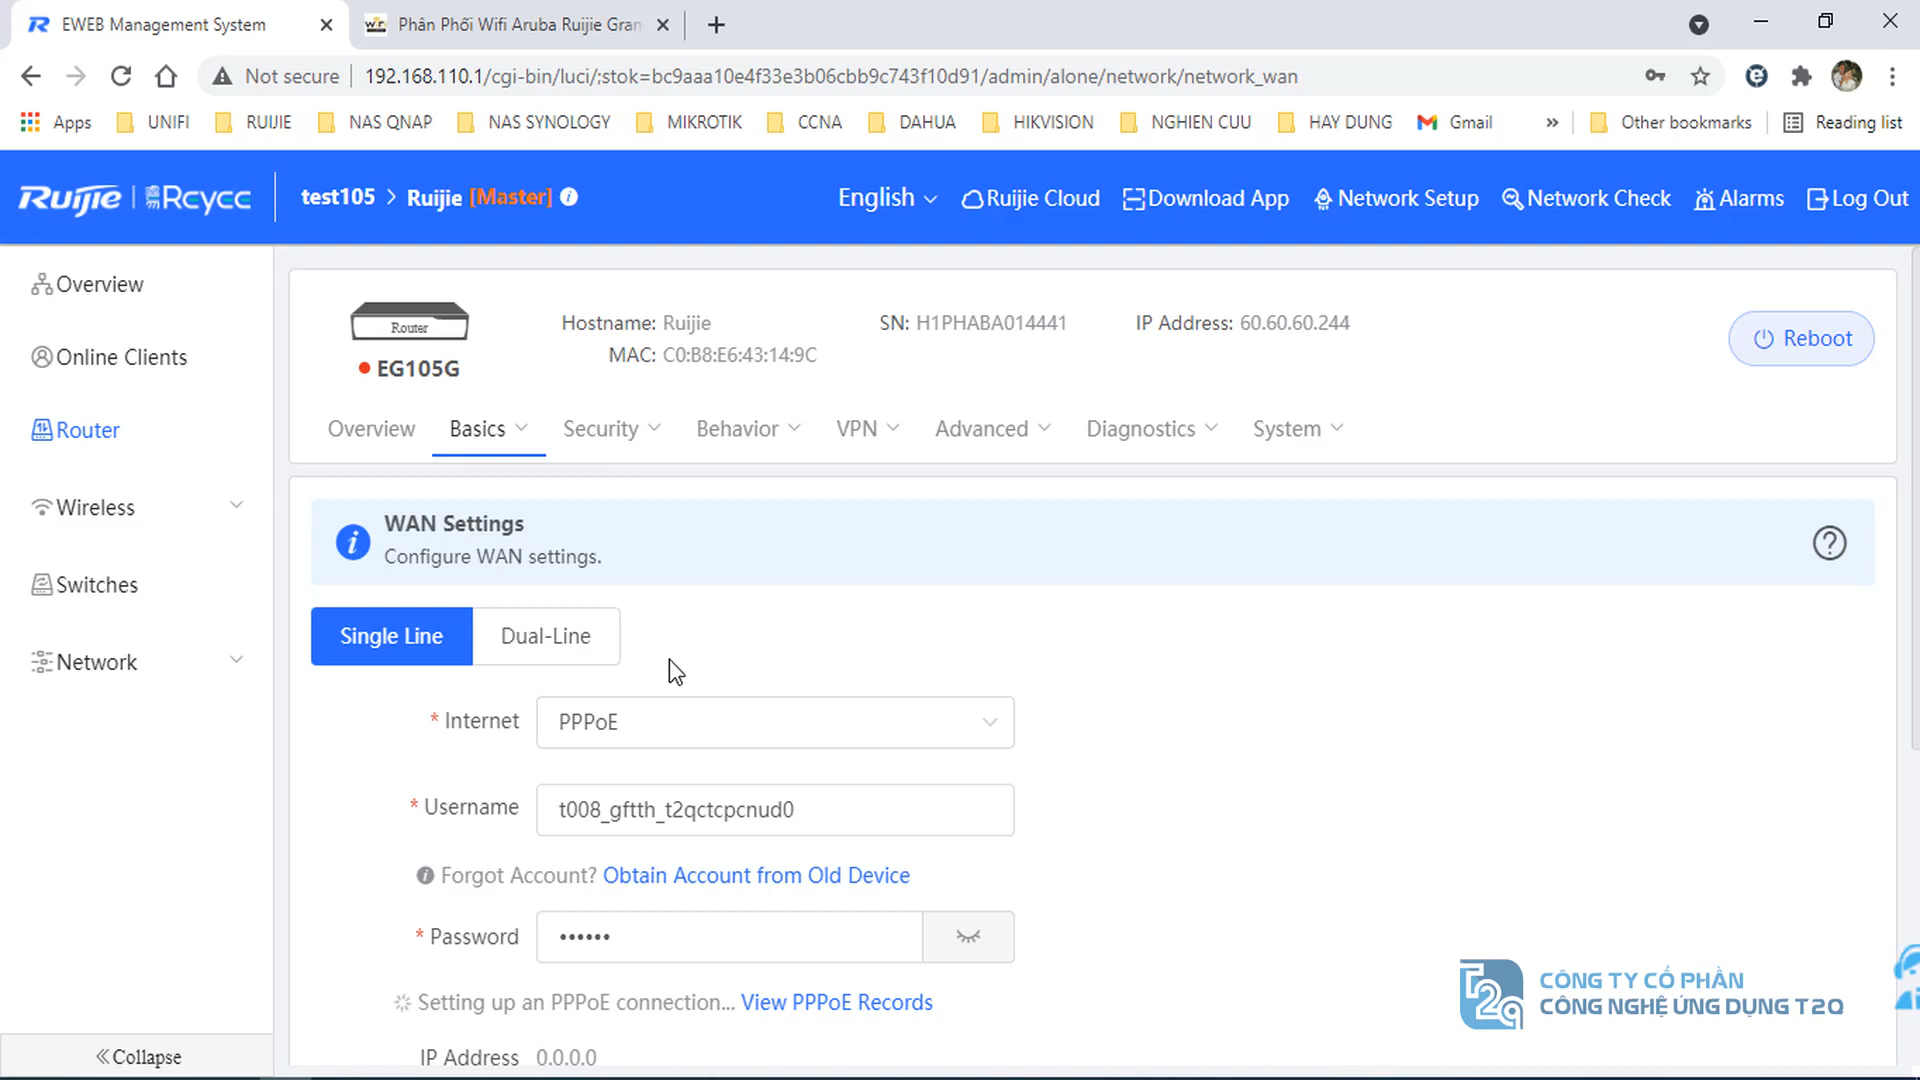 EWEB Management System
Phân Phối Wifi Aruba Ruijie Gran
Not secure
192.168.110.1/cgi-bin/luci/;stok=bc9aaa10e4f33e3b06cbb9c743f10d91/admin/alone/network/network_wan
Apps UNIFI RUIJIE NAS QNAP NAS SYNOLOGY MIKROTIK CCNA DAHUA HIKVISION NGHIEN CUU HAY DUNG Gmail » Other bookmarks Reading list
Ruijie | Rcycc test105 > Ruijie [Master] English Ruijie Cloud Download App Network Setup Network Check Alarms Log Out
Overview
Online Clients
Router
Wireless
Switches
Network
Collapse
Router
EG105G
Hostname: Ruijie SN: H1PHABA014441 IP Address: 60.60.60.244
MAC: C0:B8:E6:43:14:9C
Reboot
Overview Basics Security Behavior VPN Advanced Diagnostics System
WAN Settings
Configure WAN settings.
Single Line Dual-Line
* Internet PPPoE
* Username t008_gftth_t2qctcpcnud0
Forgot Account? Obtain Account from Old Device
* Password ••••••
Setting up an PPPoE connection... View PPPoE Records
IP Address 0.0.0.0
T2q
CÔNG TY CỔ PHẦN
CÔNG NGHỆ ỨNG DỤNG T2Q